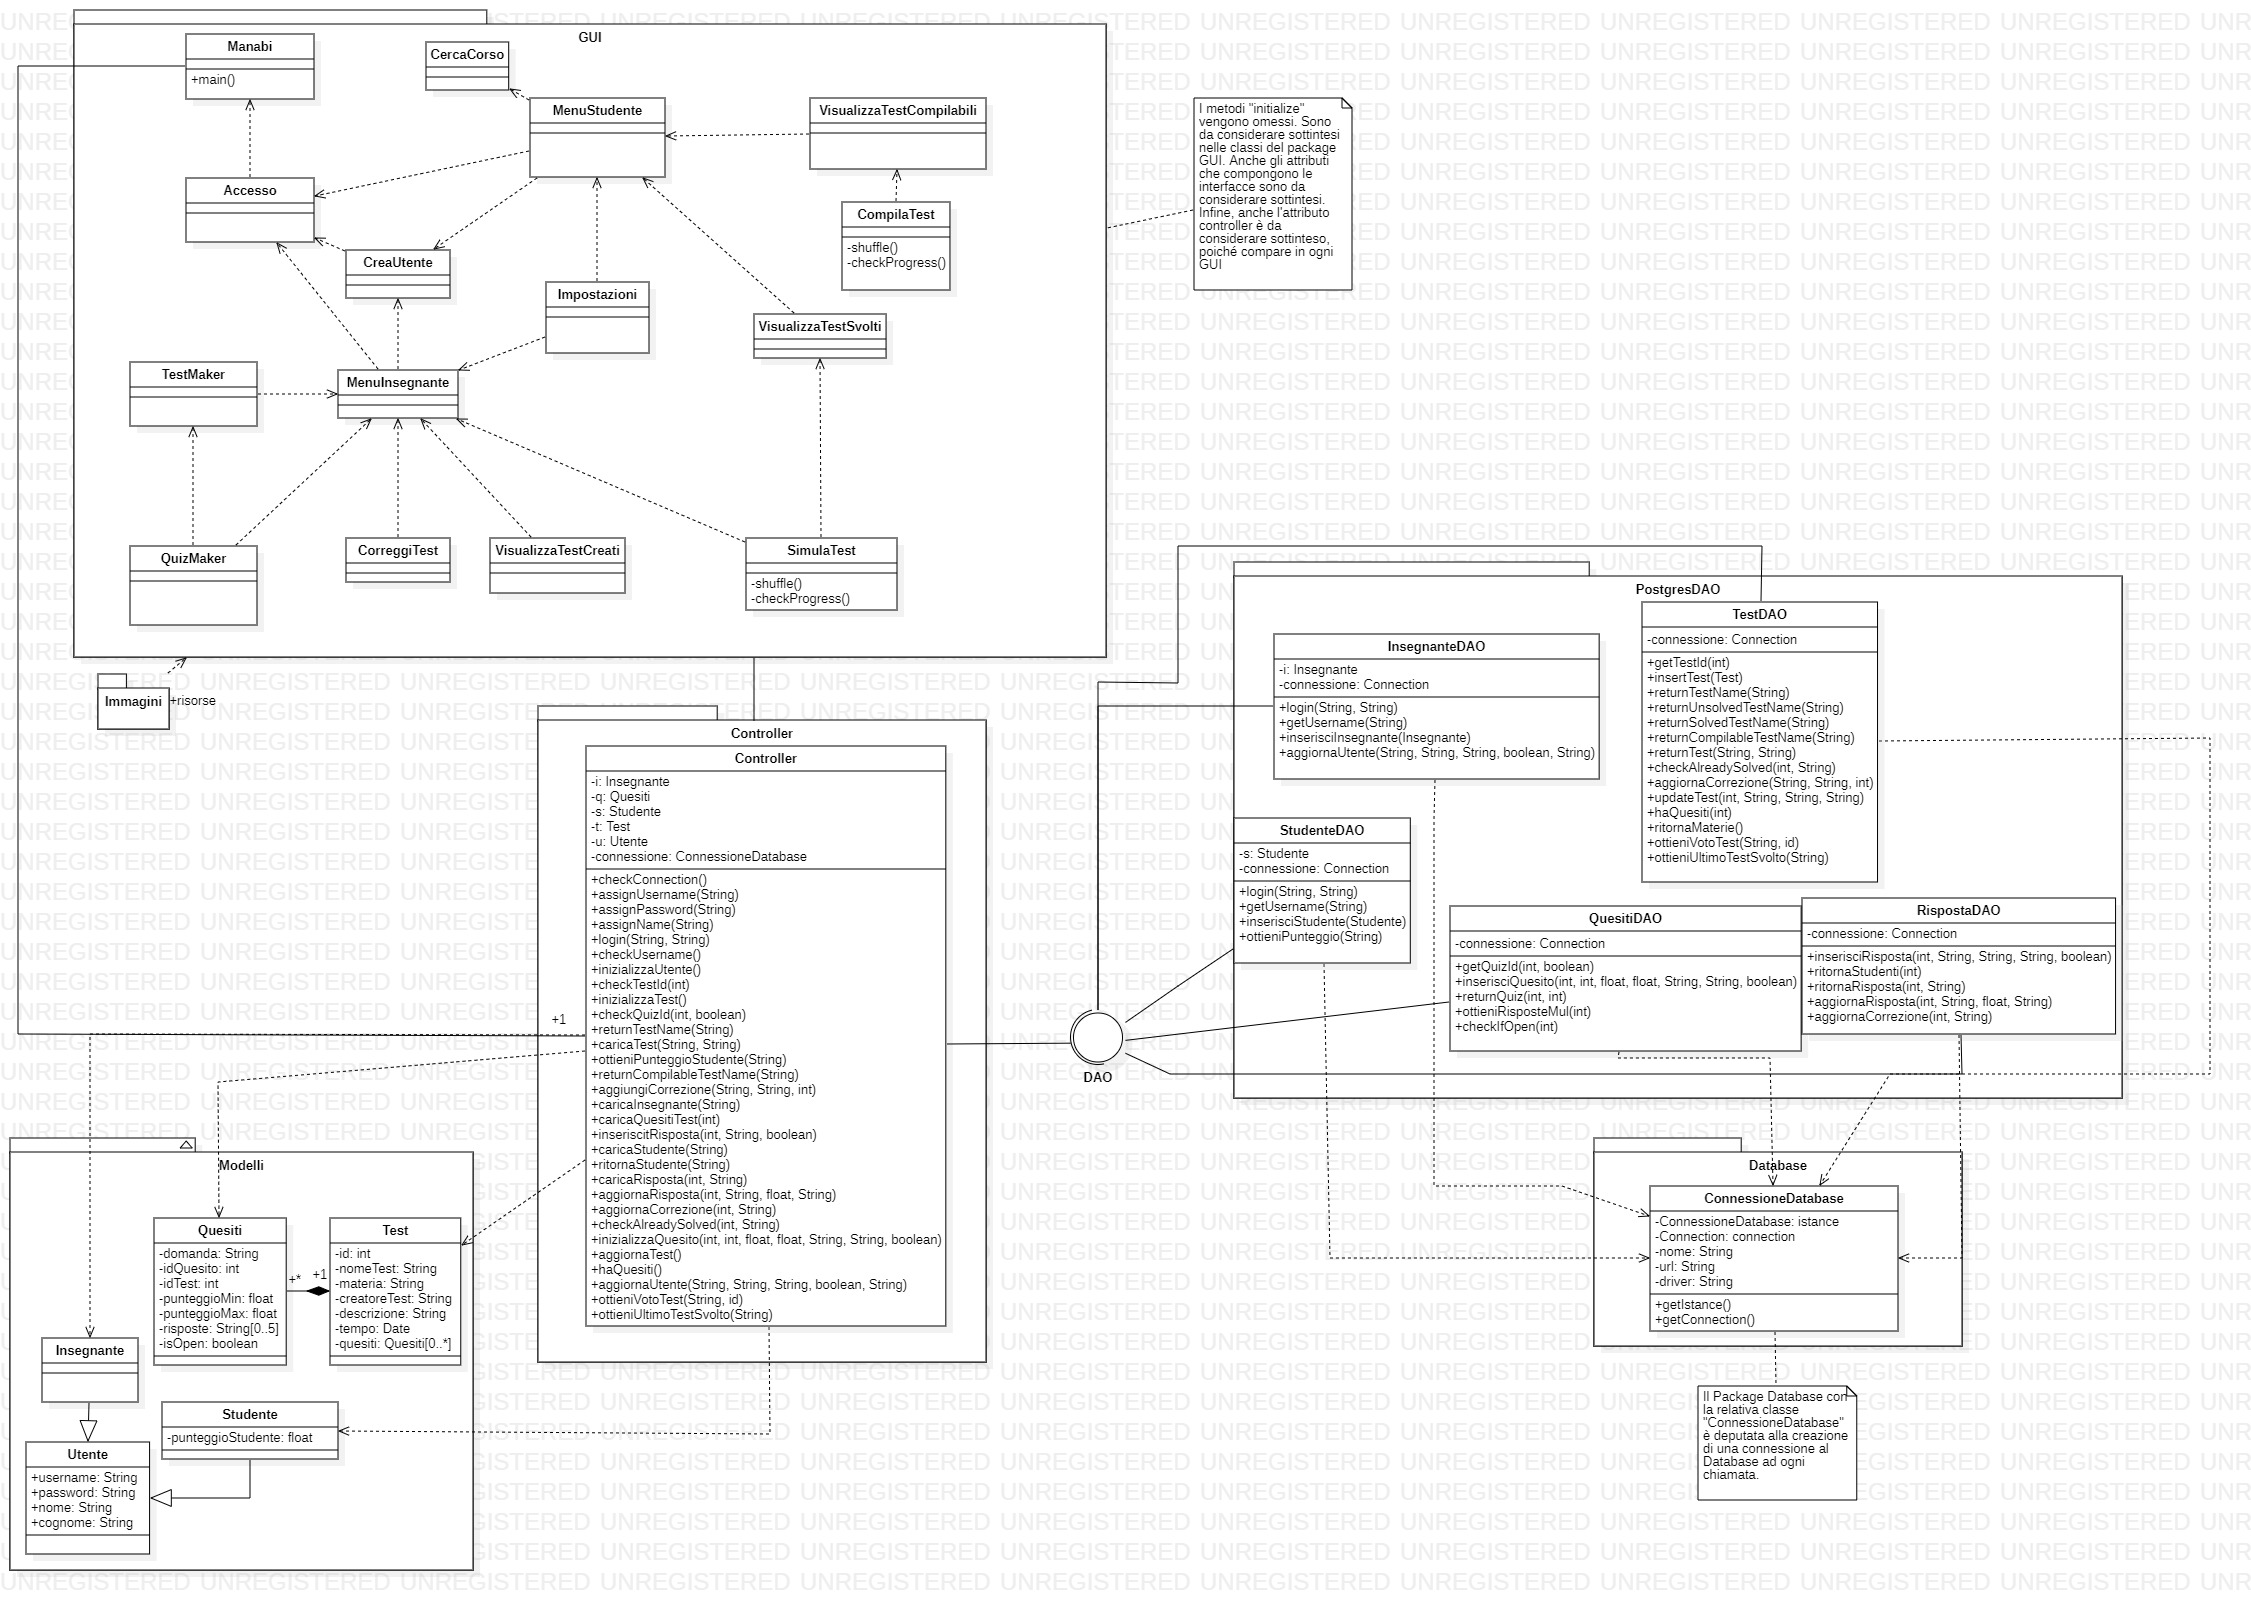 GUI
Manabi
+main()
CercaCorso
MenuStudente
VisualizzaTestCompilabili
I metodi "initialize"
vengono omessi. Sono
da considerare sottintesi
nelle classi del package
GUI. Anche gli attributi
che compongono le
interfacce sono da
considerare sottintesi.
Infine, anche l'attributo
controller è da
considerare sottinteso,
poiché compare in ogni
GUI
Accesso
CompilaTest
-shuffle()
-checkProgress()
CreaUtente
Impostazioni
VisualizzaTestSvolti
TestMaker
MenuInsegnante
QuizMaker
CorreggiTest
VisualizzaTestCreati
SimulaTest
-shuffle()
-checkProgress()
Immagini
+risorse
Controller
Controller
-i: Insegnante
-q: Quesiti
-s: Studente
-t: Test
-u: Utente
-connessione: ConnessioneDatabase
+checkConnection()
+assignUsername(String)
+assignPassword(String)
+assignName(String)
+login(String, String)
+checkUsername()
+inizializzaUtente()
+checkTestId(int)
+inizializzaTest()
+checkQuizId(int, boolean)
+returnTestName(String)
+caricaTest(String, String)
+ottieniPunteggioStudente(String)
+returnCompilableTestName(String)
+aggiungiCorrezione(String, String, int)
+caricaInsegnante(String)
+caricaQuesitiTest(int)
+inseriscitRisposta(int, String, boolean)
+caricaStudente(String)
+ritornaStudente(String)
+caricaRisposta(int, String)
+aggiornaRisposta(int, String, float, String)
+aggiornaCorrezione(int, String)
+checkAlreadySolved(int, String)
+inizializzaQuesito(int, int, float, float, String, String, boolean)
+aggiornaTest()
+haQuesiti()
+aggiornaUtente(String, String, String, boolean, String)
+ottieniVotoTest(String, id)
+ottieniUltimoTestSvolto(String)
+1
DAO
PostgresDAO
InsegnanteDAO
-i: Insegnante
-connessione: Connection
+login(String, String)
+getUsername(String)
+inserisciInsegnante(Insegnante)
+aggiornaUtente(String, String, String, boolean, String)
TestDAO
-connessione: Connection
+getTestId(int)
+insertTest(Test)
+returnTestName(String)
+returnUnsolvedTestName(String)
+returnSolvedTestName(String)
+returnCompilableTestName(String)
+returnTest(String, String)
+checkAlreadySolved(int, String)
+aggiornaCorrezione(String, String, int)
+updateTest(int, String, String, String)
+haQuesiti(int)
+ritornaMaterie()
+ottieniVotoTest(String, id)
+ottieniUltimoTestSvolto(String)
StudenteDAO
-s: Studente
-connessione: Connection
+login(String, String)
+getUsername(String)
+inserisciStudente(Studente)
+ottieniPunteggio(String)
QuesitiDAO
-connessione: Connection
+getQuizId(int, boolean)
+inserisciQuesito(int, int, float, float, String, String, boolean)
+returnQuiz(int, int)
+ottieniRisposteMul(int)
+checkIfOpen(int)
RispostaDAO
-connessione: Connection
+inserisciRisposta(int, String, String, String, boolean)
+ritornaStudenti(int)
+ritornaRisposta(int, String)
+aggiornaRisposta(int, String, float, String)
+aggiornaCorrezione(int, String)
Database
ConnessioneDatabase
-ConnessioneDatabase: istance
-Connection: connection
-nome: String
-url: String
-driver: String
+getIstance()
+getConnection()
Il Package Database con
la relativa classe
"ConnessioneDatabase"
è deputata alla creazione
di una connessione al
Database ad ogni
chiamata.
Modelli
Quesiti
-domanda: String
-idQuesito: int
-idTest: int
-punteggioMin: float
-punteggioMax: float
-risposte: String[0..5]
-isOpen: boolean
+*
+1
Test
-id: int
-nomeTest: String
-materia: String
-creatoreTest: String
-descrizione: String
-tempo: Date
-quesiti: Quesiti[0..*]
Insegnante
Studente
-punteggioStudente: float
Utente
+username: String
+password: String
+nome: String
+cognome: String
UNREGISTERED